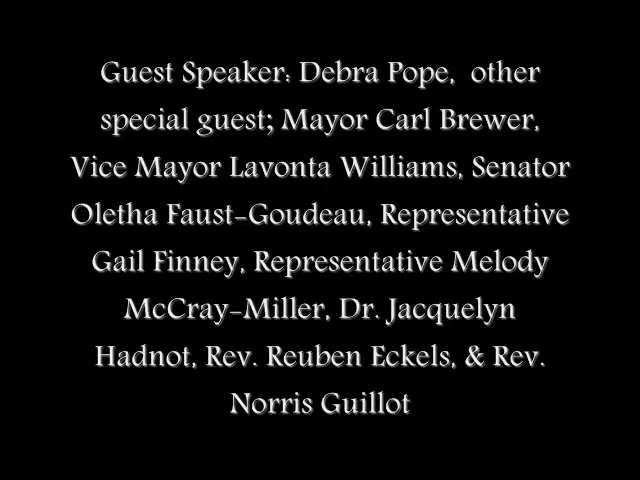 Guest Speaker: Debra Pope, other
special guest; Mayor Carl Brewer,
Vice Mayor Lavonta Williams, Senator
Oletha Faust-Goudeau, Representative
Gail Finney, Representative Melody
McCray-Miller, Dr. Jacquelyn
Hadnot, Rev. Reuben Eckels, & Rev.
Norris Guillot